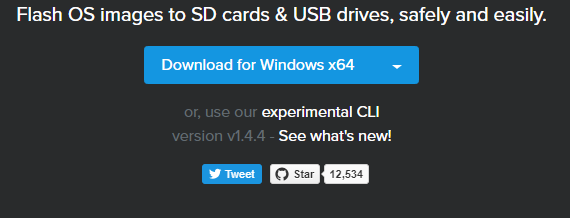 Flash OS images to SD cards & USB drives, safely and easily.
Download for Windows x64
or, use our experimental CLI
version v1.4.4 - See what's new!
Tweet Star 12,534